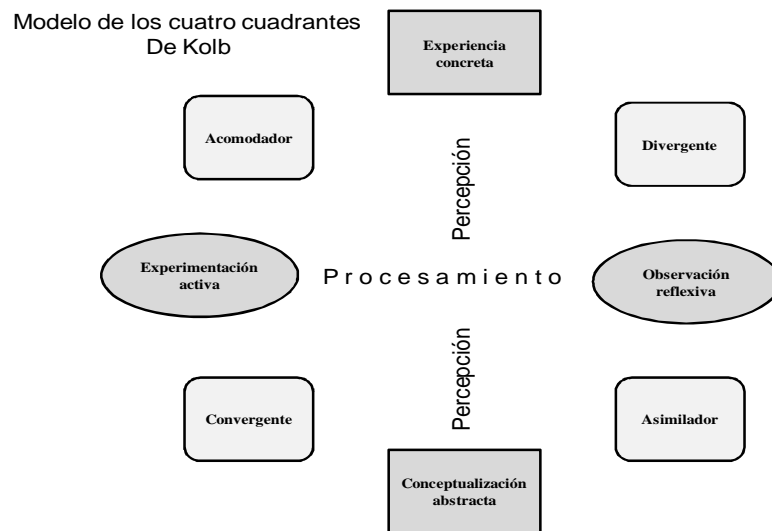 Modelo de los cuatro cuadrantes
De Kolb
Experiencia
concreta
Acomodador
Divergente
Percepción
Experimentación
activa
Procesamiento
Observación
reflexiva
Percepción
Convergente
Asimilador
Conceptualización
abstracta